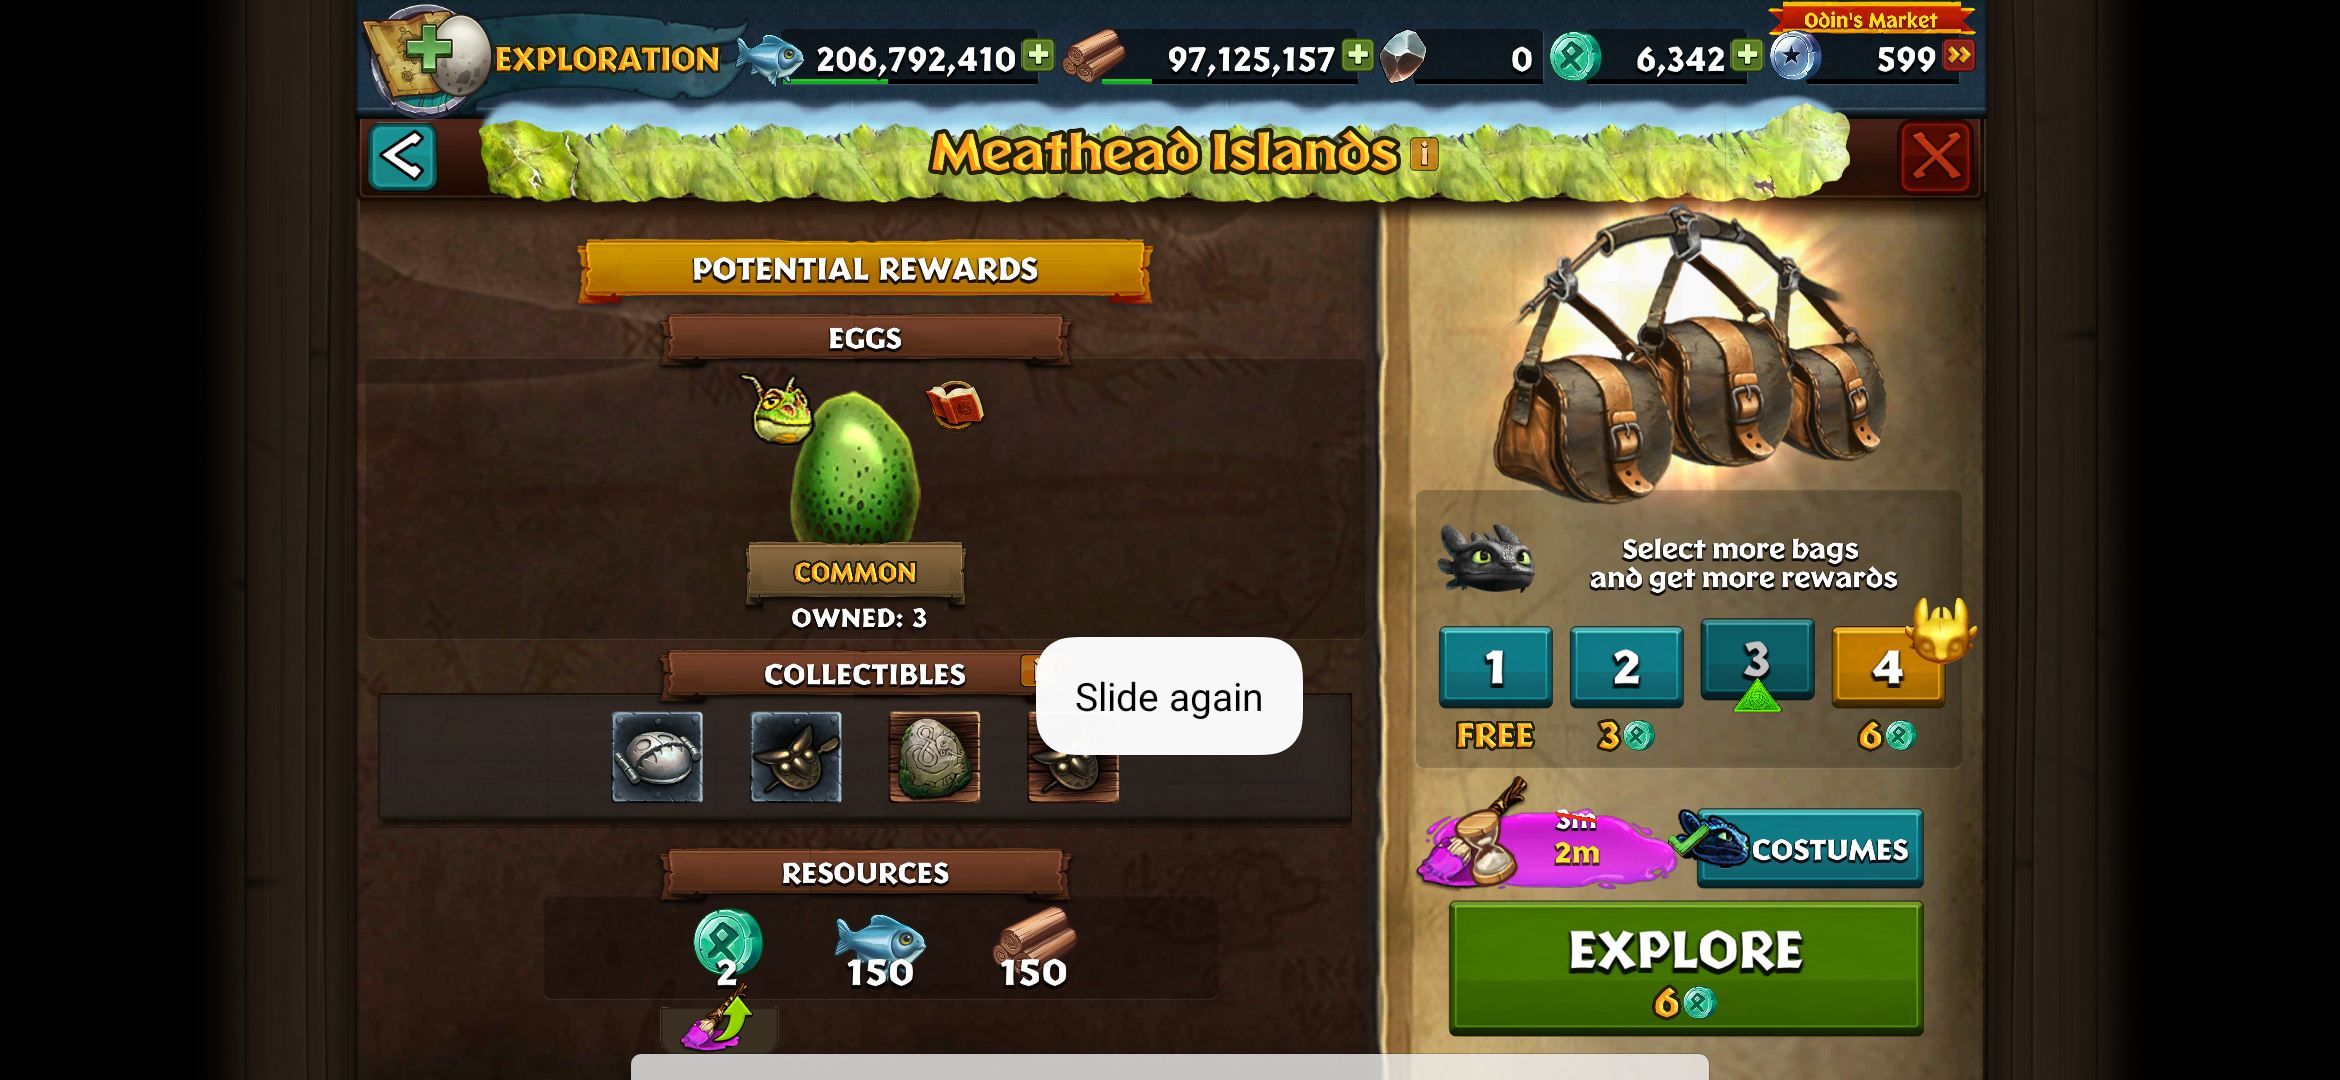 Odin's Market
EXPLORATION
206,792,410
97,125,157
0
6,342
599
Meathead Islands
i
POTENTIAL REWARDS
EGGS
COMMON
OWNED: 3
COLLECTIBLES
Slide again
RESOURCES
2
150
150
Select more bags
and get more rewards
1
2
3
4
FREE
3
6
3m
2m
COSTUMES
EXPLORE
6